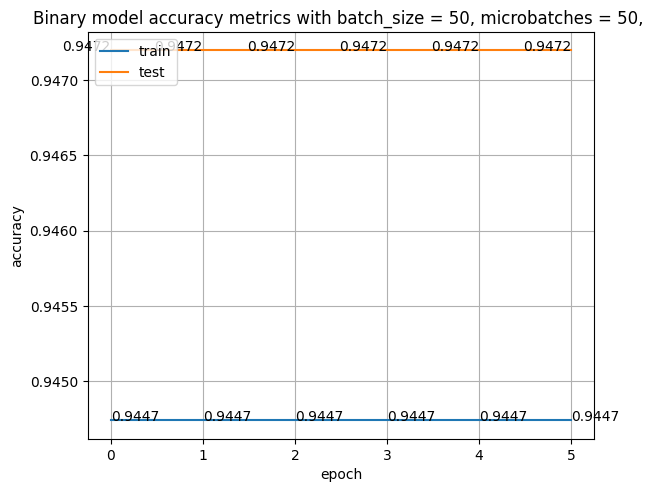 Binary model accuracy metrics with batch_size = 50, microbatches = 50,
0.9472 0.9472 0.9472 0.9472 0.9472 0.9472
train
test
0.9470
0.9465
0.9460
0.9455
0.9450
accuracy
0.9447 0.9447 0.9447 0.9447 0.9447 0.9447
0 1 2 3 4 5
epoch